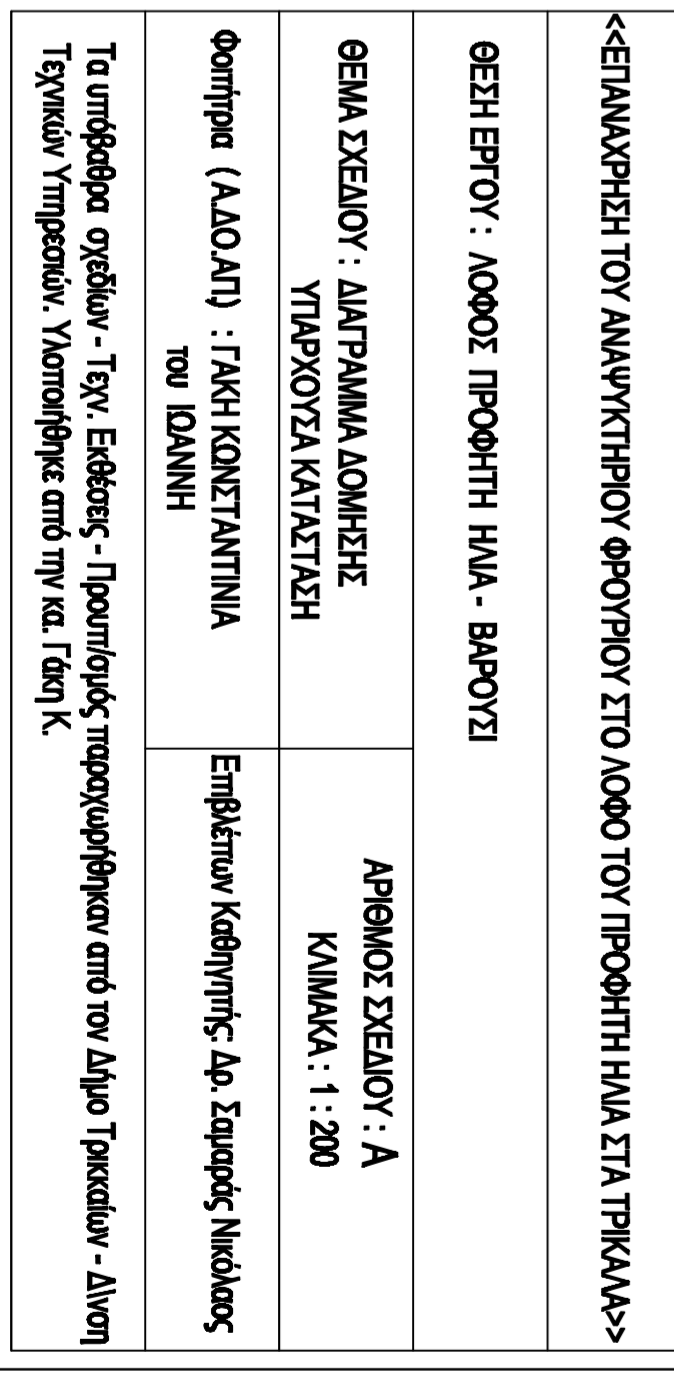 <<ΕΠΑΝΑΧΡΗΣΗ ΤΟΥ ΑΝΑΨΥΚΤΗΡΙΟΥ ΦΡΟΥΡΙΟΥ ΣΤΟ ΛΟΦΟ ΤΟΥ ΠΡΟΦΗΤΗ ΗΛΙΑ ΣΤΑ ΤΡΙΚΑΛΑ>>
ΘΕΣΗ ΕΡΓΟΥ : ΛΟΦΟΣ ΠΡΟΦΗΤΗ ΗΛΙΑ - ΒΑΡΟΥΣΙ
ΘΕΜΑ ΣΧΕΔΙΟΥ : ΔΙΑΓΡΑΜΜΑ ΔΟΜΗΣΗΣ
ΥΠΑΡΧΟΥΣΑ ΚΑΤΑΣΤΑΣΗ
ΑΡΙΘΜΟΣ ΣΧΕΔΙΟΥ : Α
ΚΛΙΜΑΚΑ : 1 : 200
Φοιτήτρια (Α.ΔΟ.ΑΠ.) : ΓΑΚΗ ΚΩΝΣΤΑΝΤΙΝΙΑ
του ΙΩΑΝΝΗ
Επιβλέπων Καθηγητής: Δρ. Σαμαράς Νικόλαος
Τα υπόβαθρα σχεδίων - Τεχν. Εκθέσεις - Προυπ/σμός παραχωρήθηκαν από τον Δήμο Τρικκαίων - Δ\νση
Τεχνικών Υπηρεσιών. Υλοποιήθηκε από την κα. Γάκη Κ.